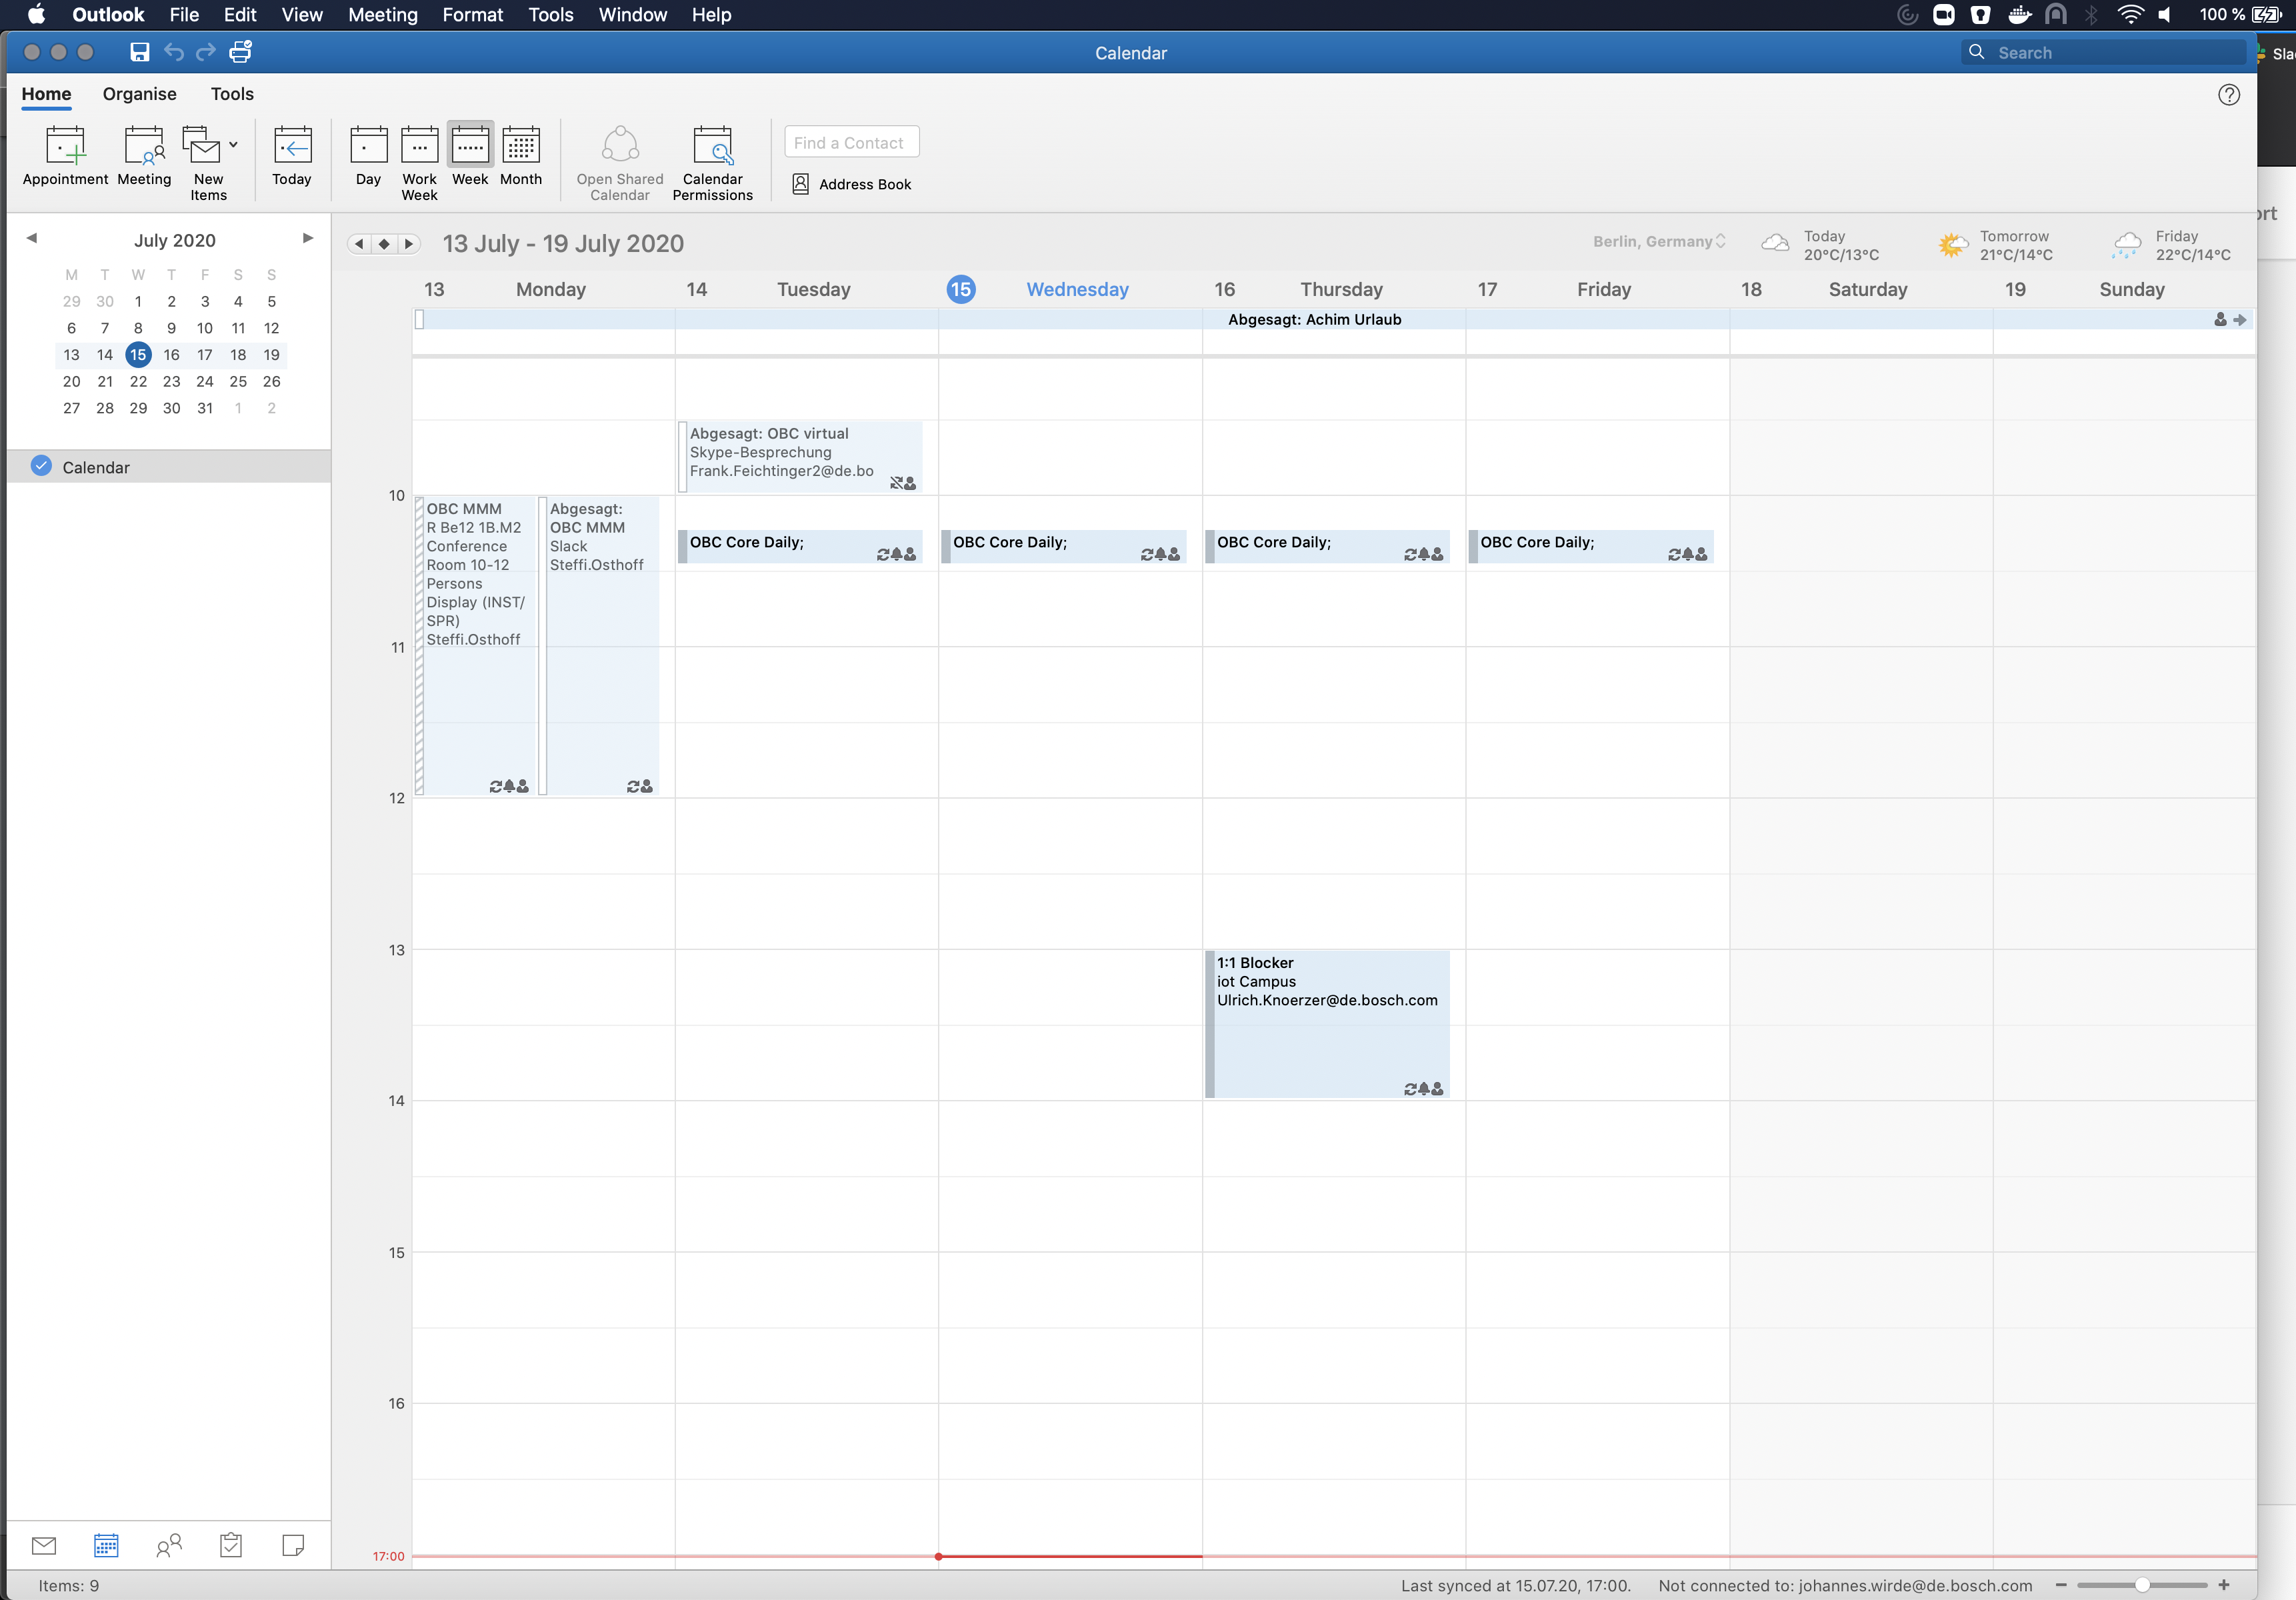 Outlook File Edit View Meeting Format Tools Window Help 100 %
Calendar
Search
Sla
Home Organise Tools
?
Appointment Meeting New Items Today Day Work Week Week Month Open Shared Calendar Calendar Permissions
Find a Contact
Address Book
ort
July 2020
M T W T F S S
29 30 1 2 3 4 5
6 7 8 9 10 11 12
13 14 15 16 17 18 19
20 21 22 23 24 25 26
27 28 29 30 31 1 2
Calendar
13 July - 19 July 2020
Berlin, Germany
Today
20°C/13°C
Tomorrow
21°C/14°C
Friday
22°C/14°C
13 Monday 14 Tuesday 15 Wednesday 16 Thursday 17 Friday 18 Saturday 19 Sunday
Abgesagt: Achim Urlaub
Abgesagt: OBC virtual
Skype-Besprechung
Frank.Feichtinger2@de.bo
10
OBC MMM
R Be12 1B.M2
Conference
Room 10-12
Persons
Display (INST/
SPR)
Steffi.Osthoff
Abgesagt:
OBC MMM
Slack
Steffi.Osthoff
OBC Core Daily;
OBC Core Daily;
OBC Core Daily;
OBC Core Daily;
11
12
13
1:1 Blocker
iot Campus
Ulrich.Knoerzer@de.bosch.com
14
15
16
17:00
Items: 9
Last synced at 15.07.20, 17:00. Not connected to: johannes.wirde@de.bosch.com